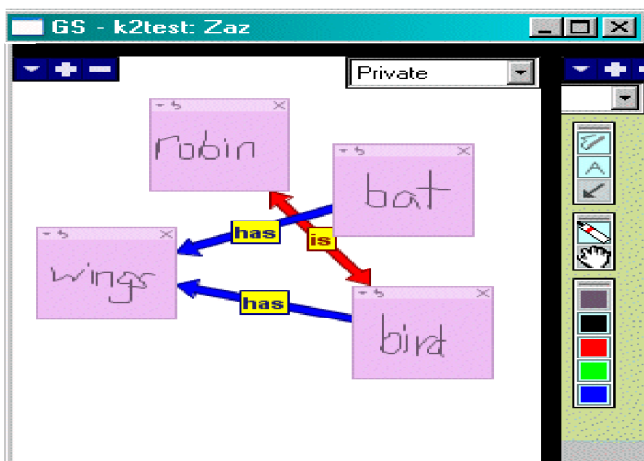 GS - k2test: Zaz
Private
robin
bat
has
is
wings
has
bird
A